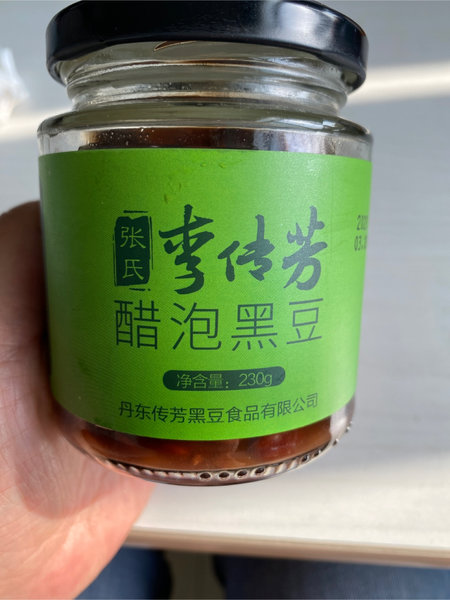 张氏
李传芳
醋泡黑豆
净含量：230g
丹东传芳黑豆食品有限公司